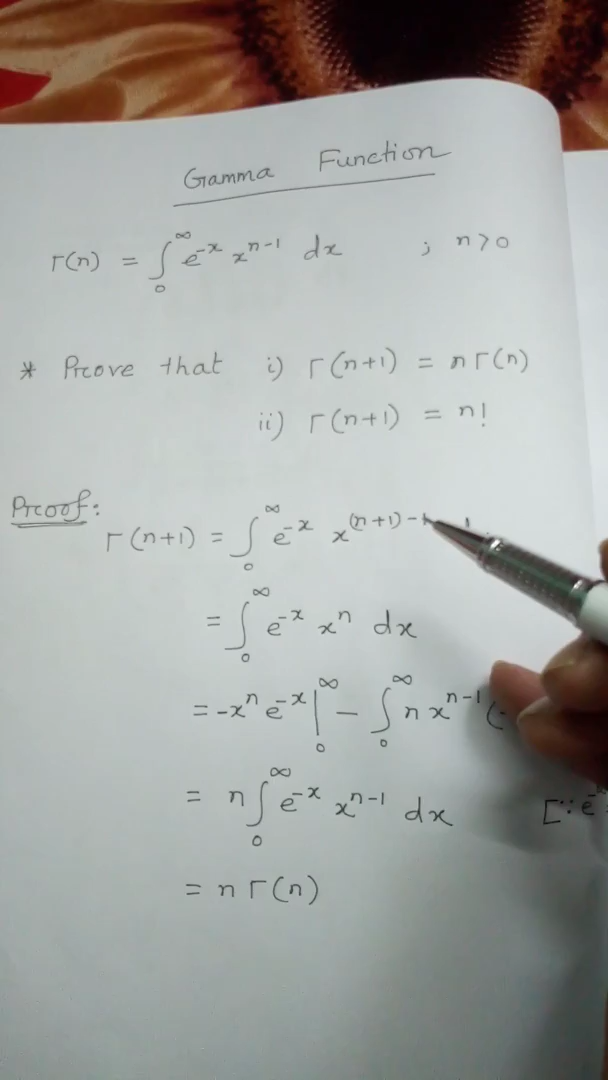 Gamma Function
Γ(n) = ∫₀^∞ e^-x x^n-1 dx ; n>0
* Prove that i) Γ(n+1) = nΓ(n)
ii) Γ(n+1) = n!
Proof:
Γ(n+1) = ∫₀^∞ e^-x x^(n+1)-1
= ∫₀^∞ e^-x x^n dx
= -x^n e^-x |₀^∞ - ∫₀^∞ n x^n-1 (-
= n ∫₀^∞ e^-x x^n-1 dx [∵ e^-
= n Γ(n)